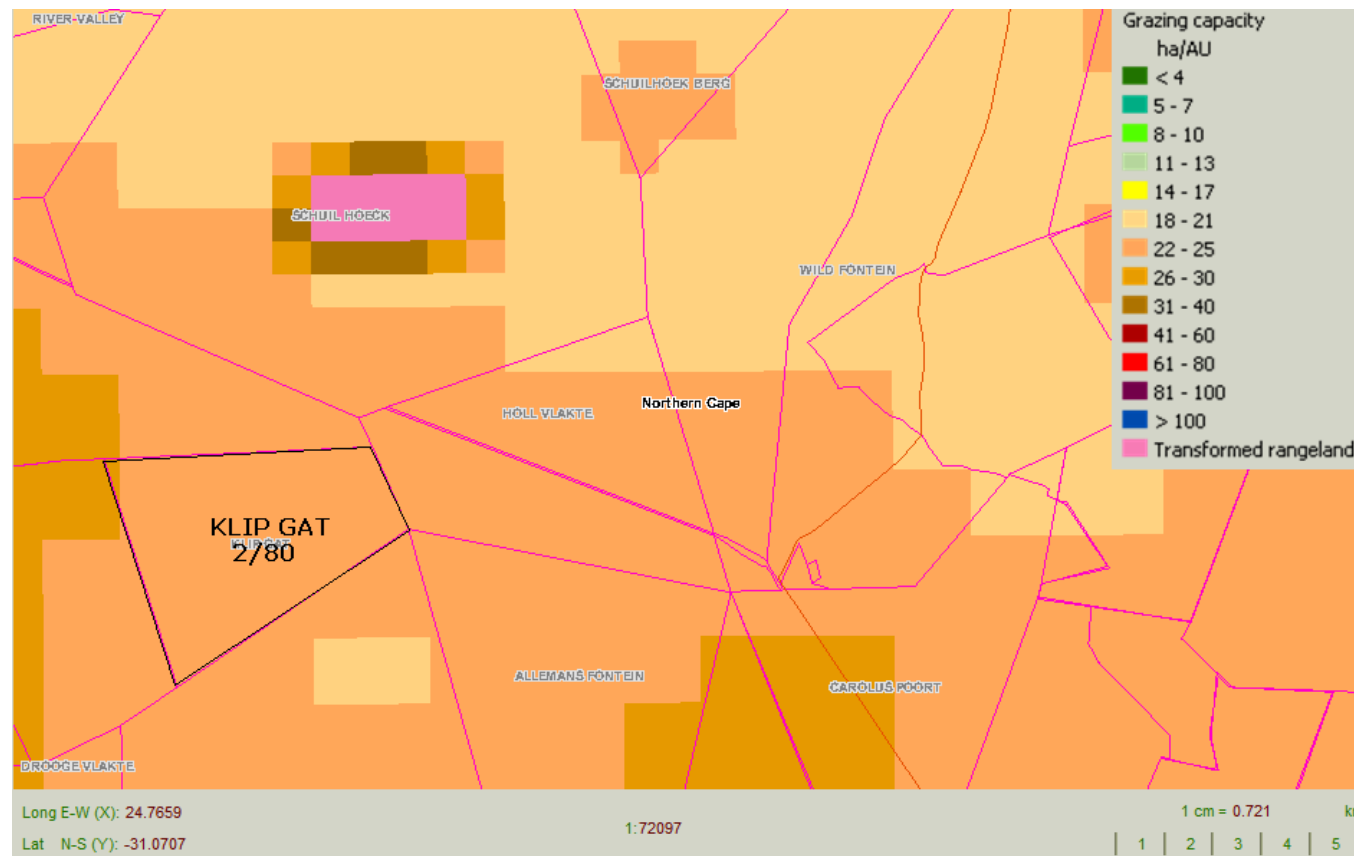 RIVER-VALLEY
SCHUILHOEK BERG
SCHUIL HOECK
WILD FONTEIN
HOLL VLAKTE
Northern Cape
KLIP GAT
KLIP GAT
2/80
ALLEMANS FONTEIN
CAROLUS POORT
DROOGE VLAKTE
Grazing capacity
ha/AU
< 4
5 - 7
8 - 10
11 - 13
14 - 17
18 - 21
22 - 25
26 - 30
31 - 40
41 - 60
61 - 80
81 - 100
> 100
Transformed rangeland
Long E-W (X): 24.7659
Lat N-S (Y): -31.0707
1:72097
1 cm = 0.721
| 1 | 2 | 3 | 4 | 5